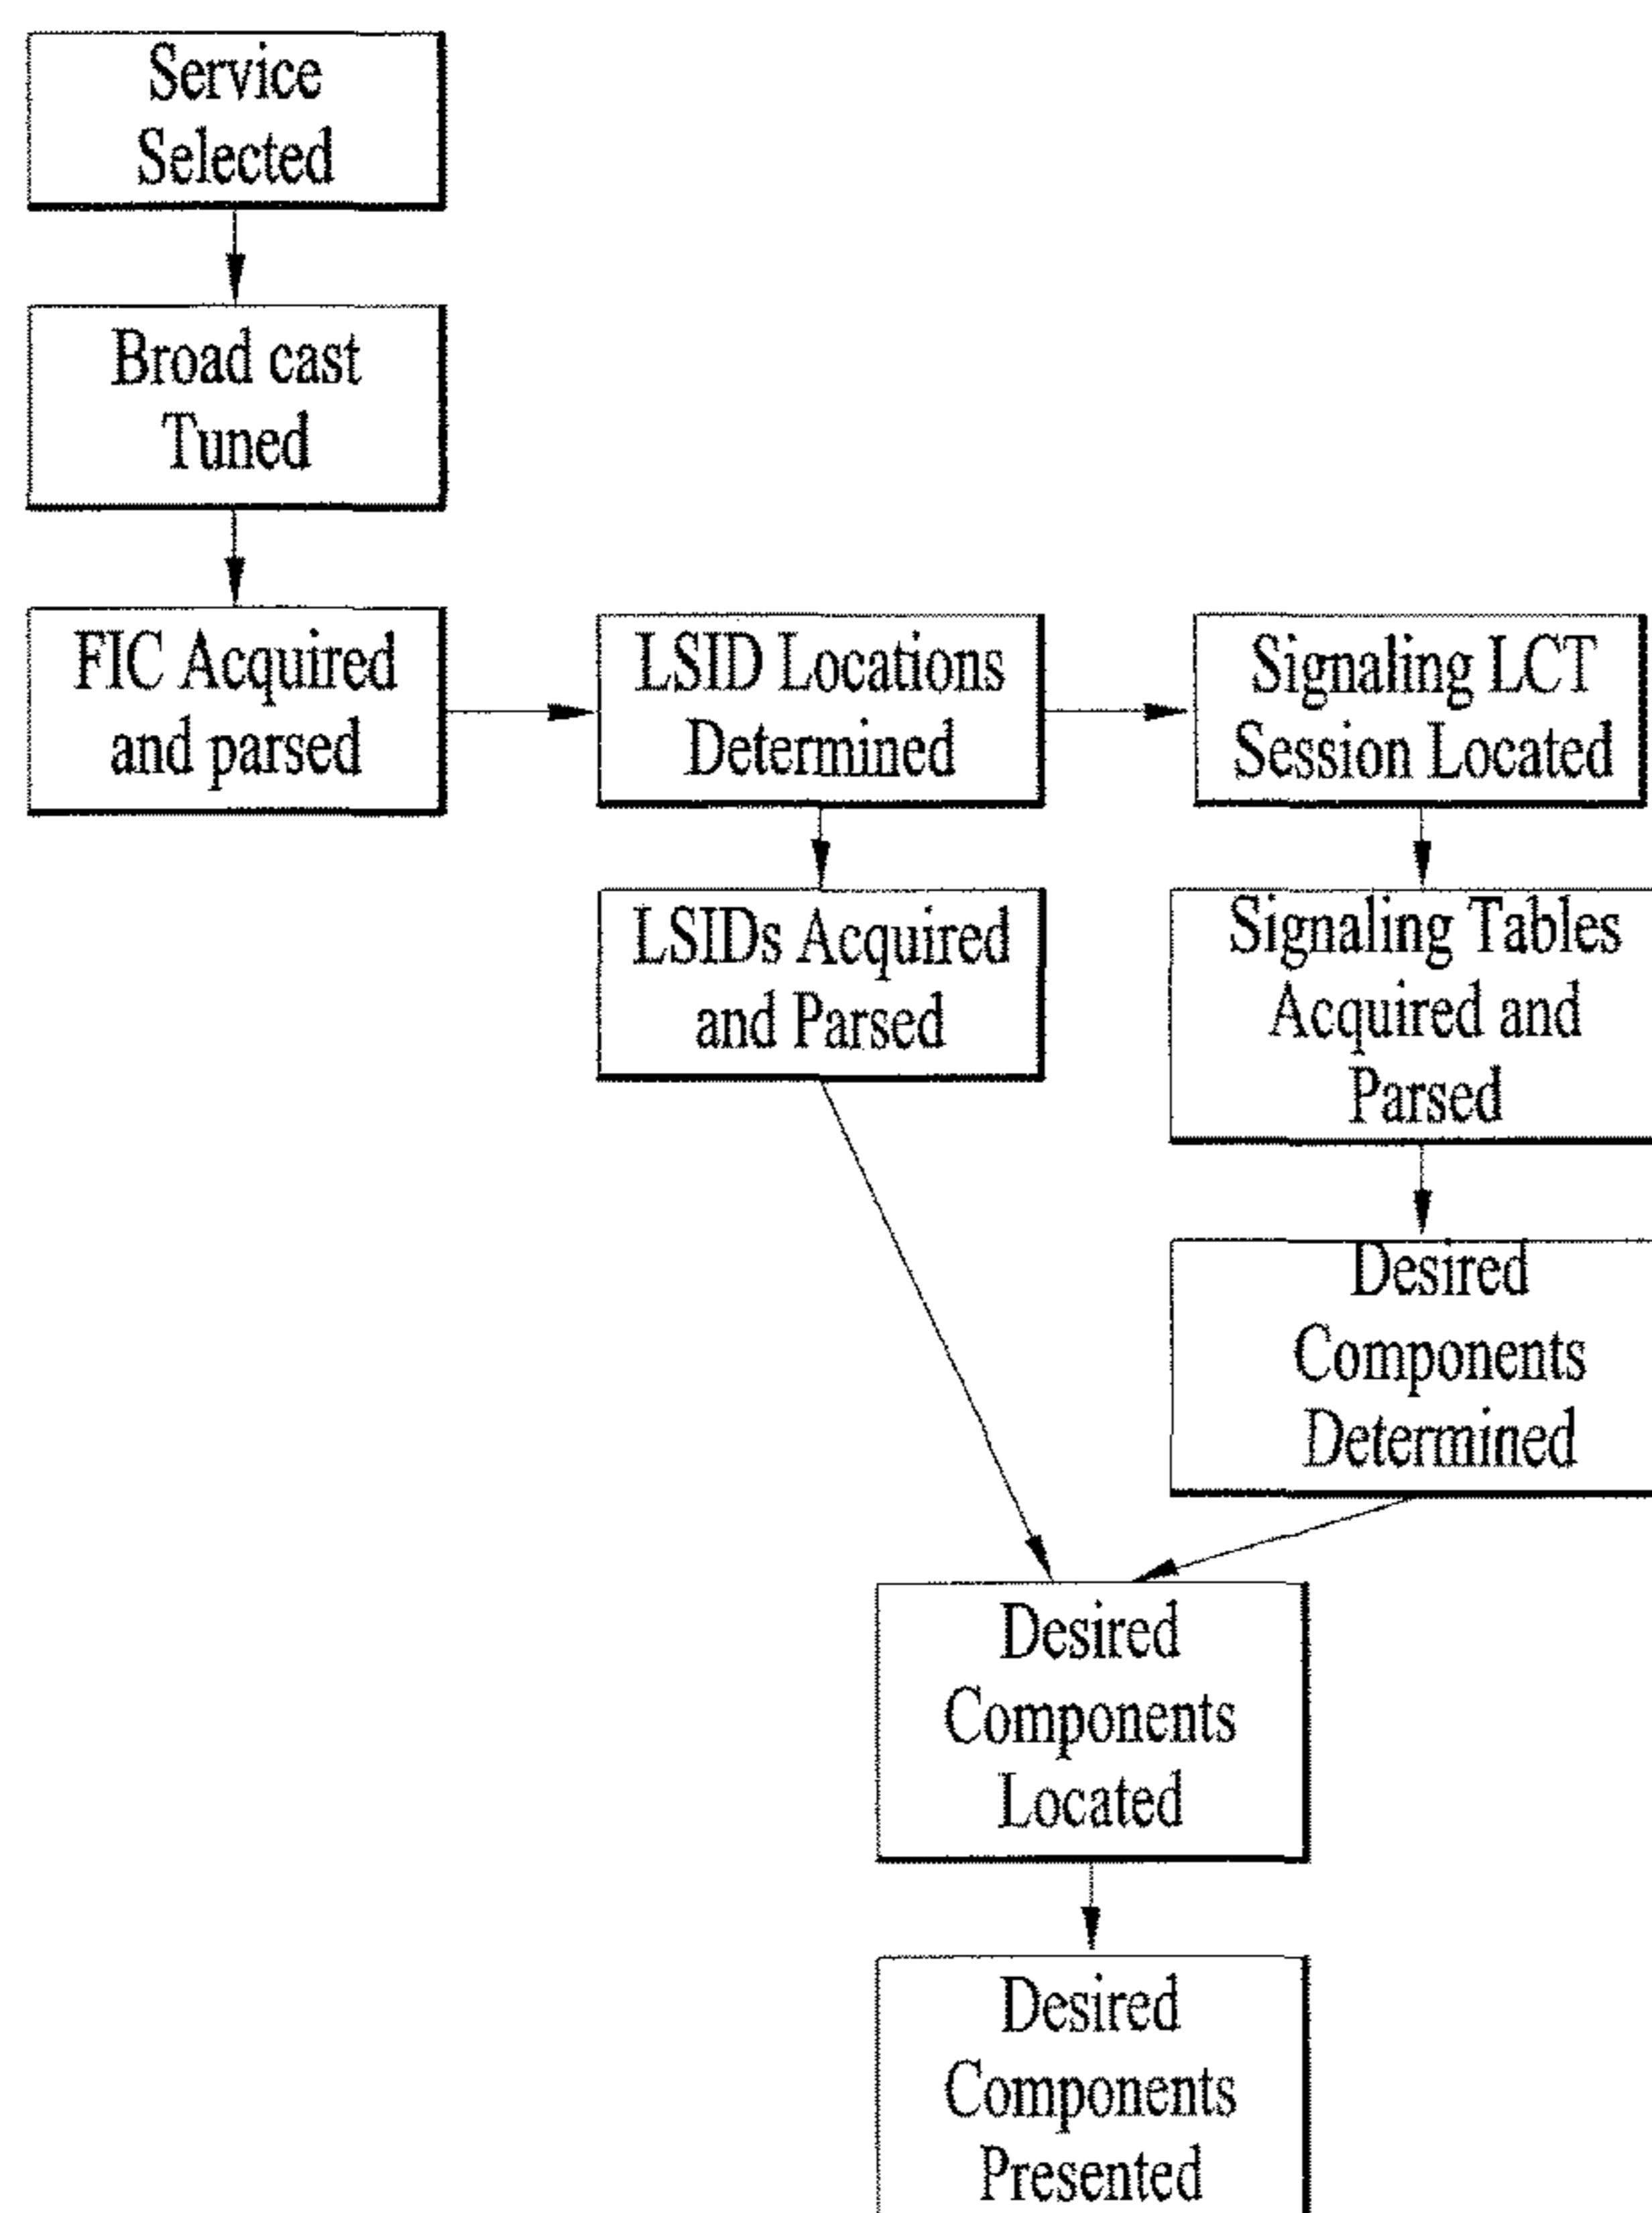 Service
Selected
Broad cast
Tuned
FIC Acquired
and parsed
LSID Locations
Determined
Signaling LCT
Session Located
LSIDs Acquired
and Parsed
Signaling Tables
Acquired and
Parsed
Desired
Components
Determined
Desired
Components
Located
Desired
Components
Presented